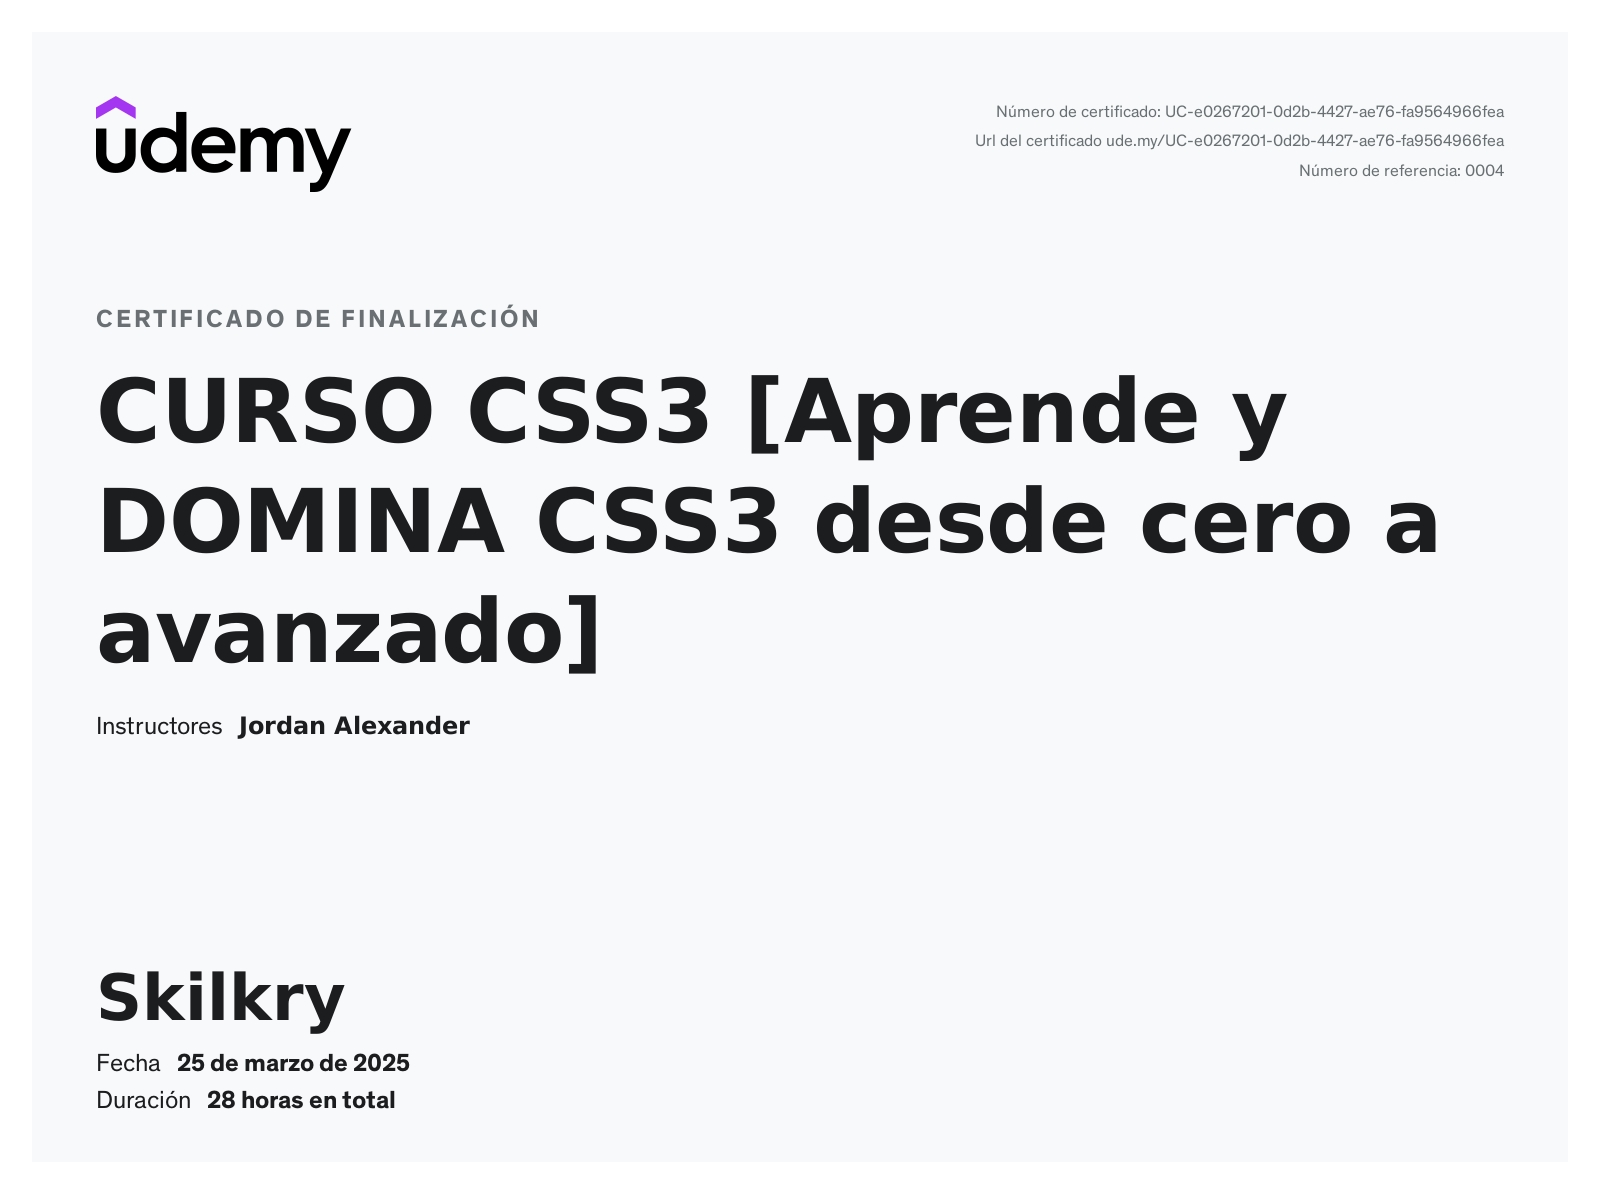 udemy
Número de certificado: UC-e0267201-0d2b-4427-ae76-fa9564966fea
Url del certificado ude.my/UC-e0267201-0d2b-4427-ae76-fa9564966fea
Número de referencia: 0004
CERTIFICADO DE FINALIZACIÓN
CURSO CSS3 [Aprende y
DOMINA CSS3 desde cero a
avanzado]
Instructores Jordan Alexander
Skilkry
Fecha 25 de marzo de 2025
Duración 28 horas en total